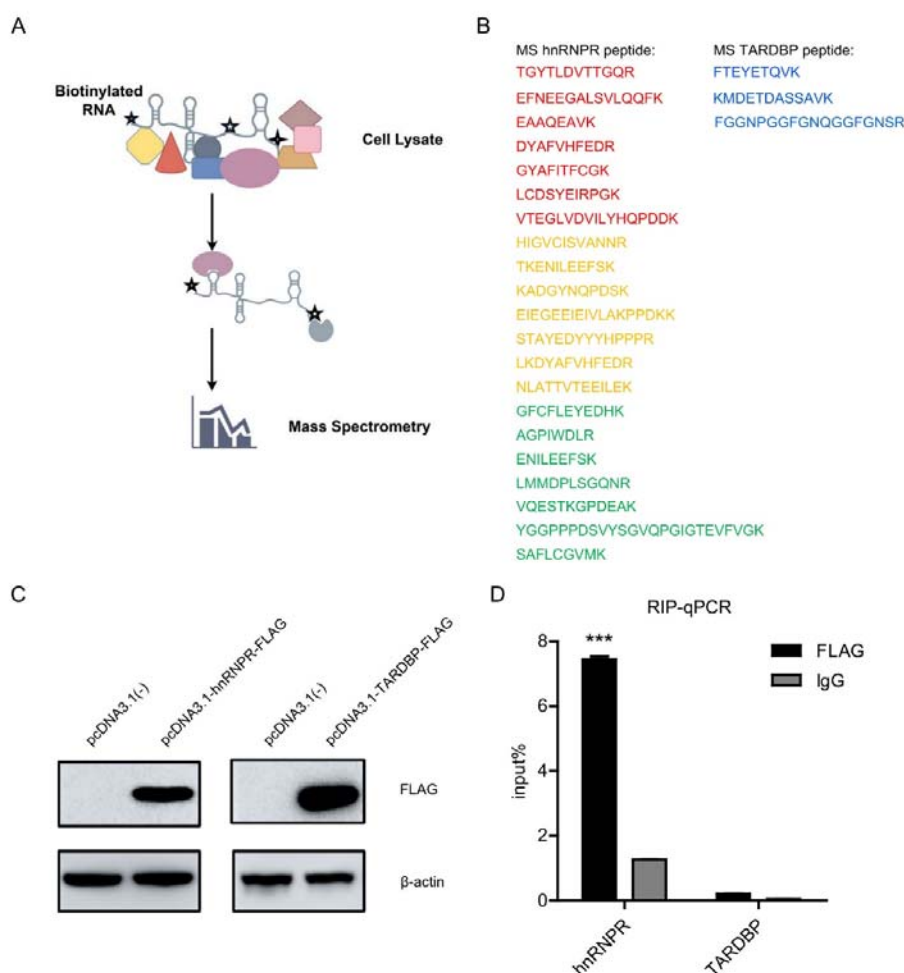 A
Biotinylated
RNA
Cell Lysate
Mass Spectrometry
B
MS hnRNPR peptide:
TGYTLDVTTGQR
EFNEEGALSVLQQFK
EAAQEAVK
DYAFVHFEDR
GYAFITFCGK
LCDSYEIRPGK
VTEGLVDVILYHQPDDK
HIGVCISVANNR
TKENILEEFSK
KADGYNQPDSK
EIEGEEIEIVLAKPPDKK
STAYEDYYYHPPPR
LKDYAFVHFEDR
NLATTVTEEILEK
GFCFLEYEDHK
AGPIWDLR
ENILEEFSK
LMMDPLSGQNR
VQESTKGPDEAK
YGGPPPDSVYSGVQPGIGTEVFVGK
SAFLCGVMK
MS TARDBP peptide:
FTEYETQVK
KMDETDASSAVK
FGGNPGGFGNQGGFGNSR
C
pcDNA3.1(-)
pcDNA3.1-hnRNPR-FLAG
pcDNA3.1(-)
pcDNA3.1-TARDBP-FLAG
FLAG
β-actin
D
RIP-qPCR
***
FLAG
IgG
input%
8
6
4
2
0
hnRNPR
TARDBP